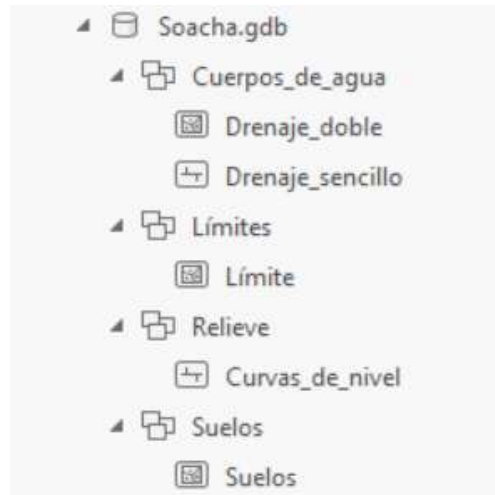 Soacha.gdb
Cuerpos_de_agua
Drenaje_doble
Drenaje_sencillo
Límites
Límite
Relieve
Curvas_de_nivel
Suelos
Suelos